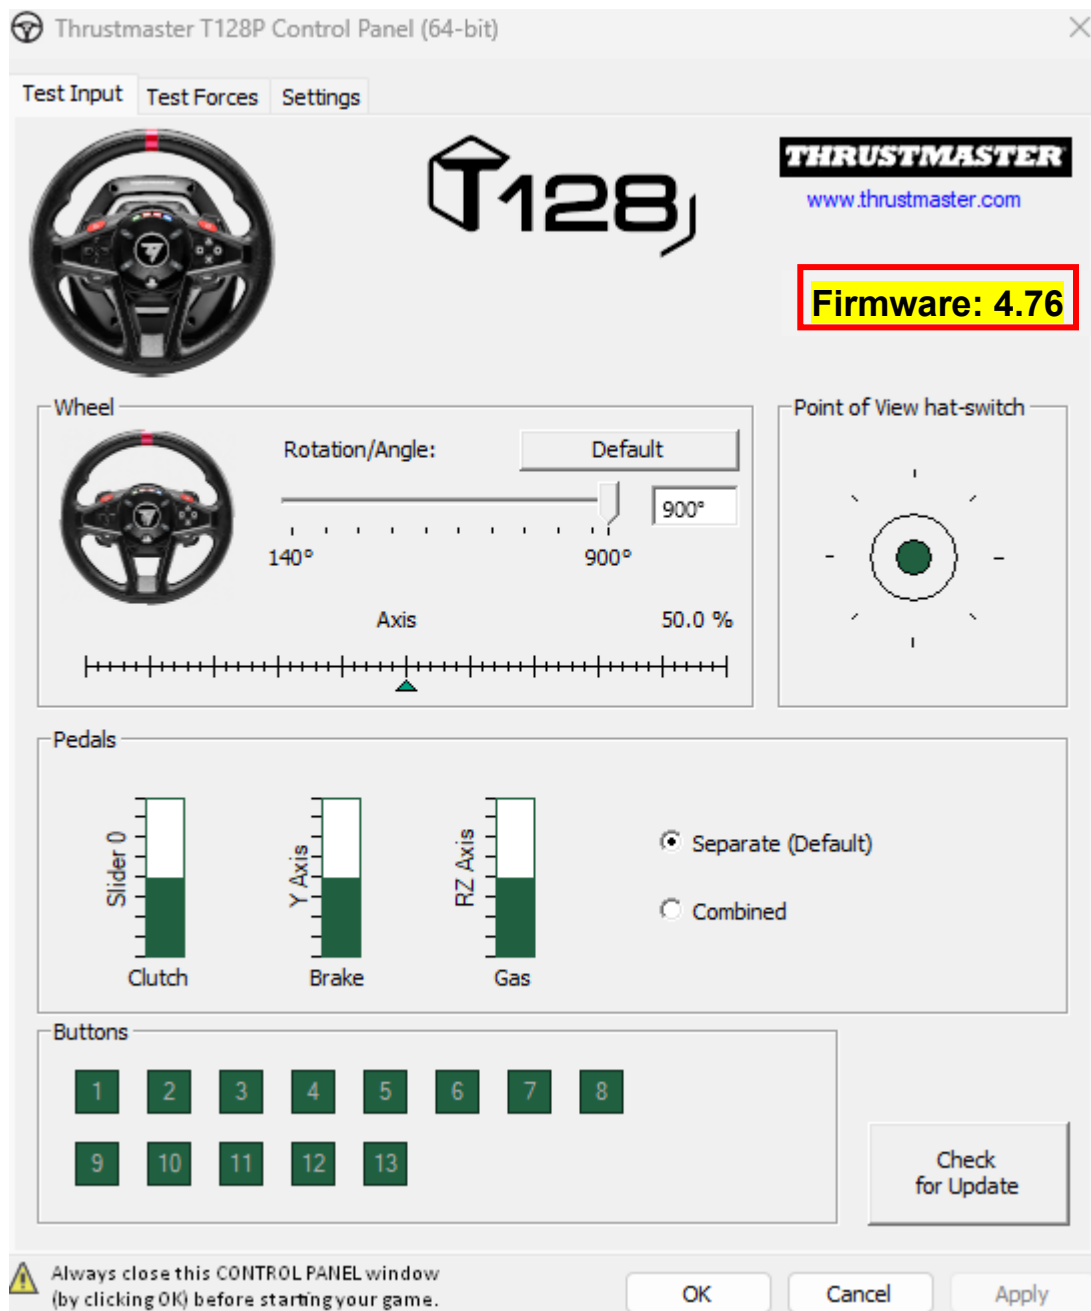 Thrustmaster T128P Control Panel (64-bit)
Test Input Test Forces Settings
T128
THRUSTMASTER
www.thrustmaster.com
Firmware: 4.76
Wheel
Rotation/Angle:
Default
900°
140°
900°
Axis
50.0 %
Point of View hat-switch
Pedals
Slider 0
Clutch
Y Axis
Brake
RZ Axis
Gas
Separate (Default)
Combined
Buttons
1 2 3 4 5 6 7 8
9 10 11 12 13
Check
for Update
Always close this CONTROL PANEL window
(by clicking OK) before starting your game.
OK
Cancel
Apply